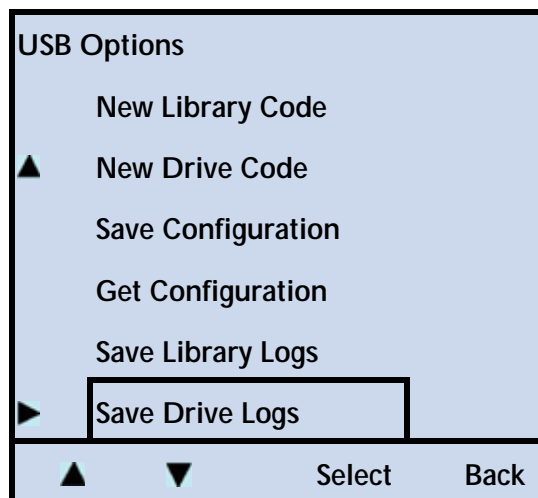 USB Options
New Library Code
New Drive Code
Save Configuration
Get Configuration
Save Library Logs
Save Drive Logs
Select Back